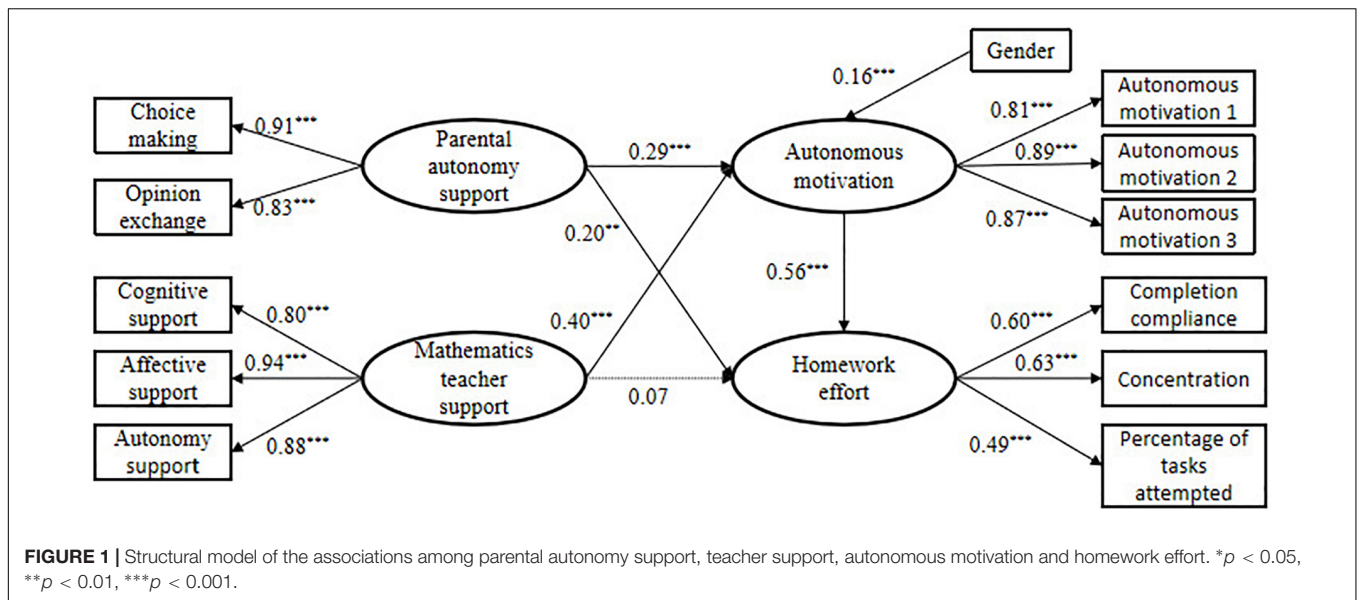 Gender
0.16***
Choice
making
0.91***
Opinion
exchange
0.83***
Parental
autonomy
support
0.29***
Autonomous
motivation
0.81***
Autonomous
motivation 1
0.89***
Autonomous
motivation 2
0.87***
Autonomous
motivation 3
0.20**
0.56***
0.40***
Cognitive
support
0.80***
Affective
support
0.94***
Autonomy
support
0.88***
Mathematics
teacher
support
0.07
Homework
effort
0.60***
Completion
compliance
0.63***
Concentration
0.49***
Percentage of
tasks
attempted
FIGURE 1 | Structural model of the associations among parental autonomy support, teacher support, autonomous motivation and homework effort. *p < 0.05,
**p < 0.01, ***p < 0.001.